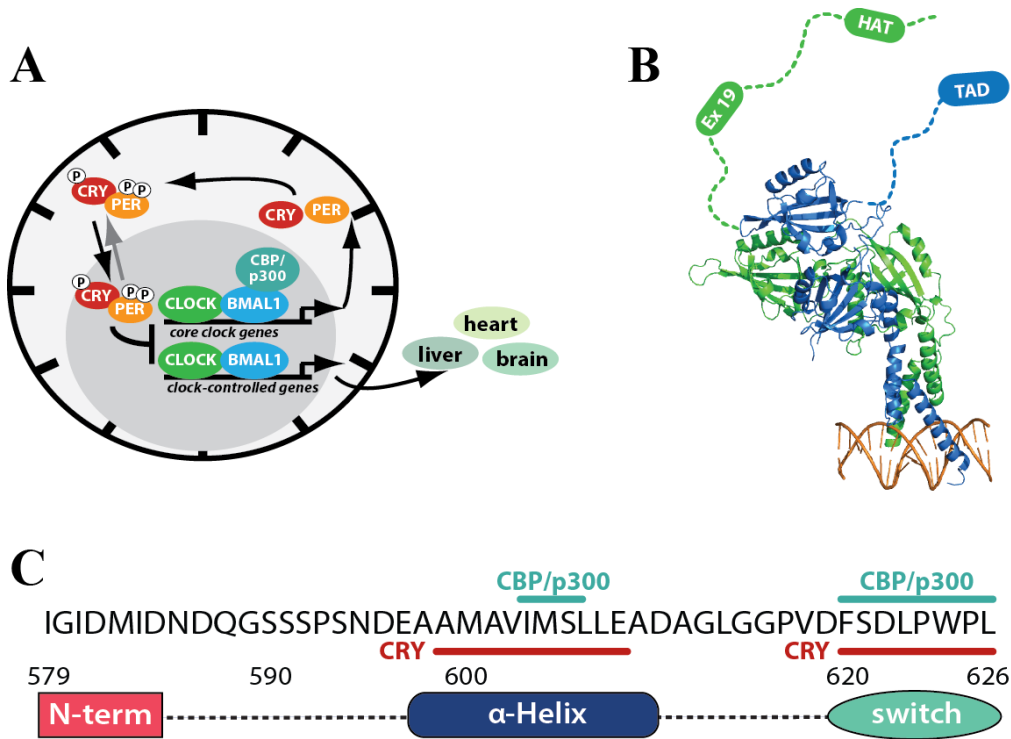 A
P
CRY
P P
PER
CRY
PER
P
CRY
P P
PER
CBP/
p300
CLOCK
BMAL1
core clock genes
CLOCK
BMAL1
clock-controlled genes
heart
liver
brain
B
HAT
Ex 19
TAD
C
CBP/p300 CBP/p300
IGIDMIDNDQGSSSPSNDEAAMAVIMSLLEADAGLGGPVDFSDLPWPL
CRY CRY
579 590 600 620 626
N-term α-Helix switch